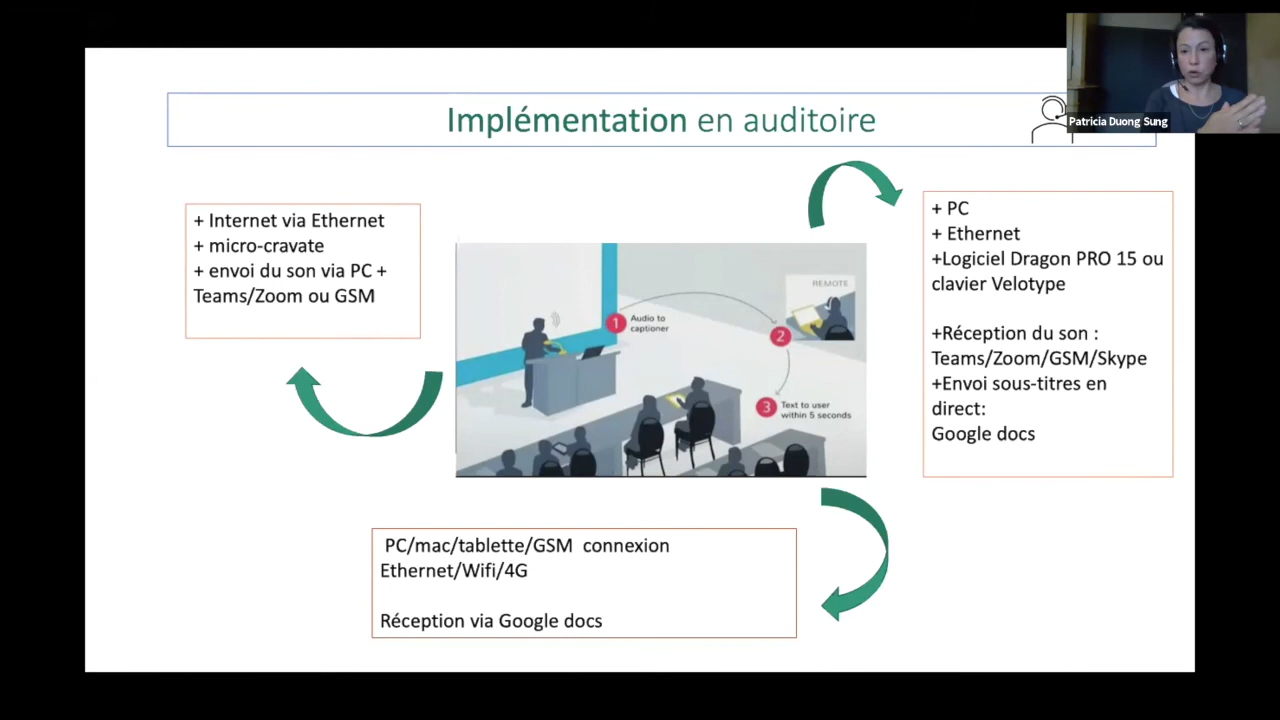 Implémentation en auditoire
Patricia Duong Sung
+ Internet via Ethernet
+ micro-cravate
+ envoi du son via PC +
Teams/Zoom ou GSM
1 Audio to
captioner
2
REMOTE
3 Text to user
within 5 seconds
+ PC
+ Ethernet
+Logiciel Dragon PRO 15 ou
clavier Velotype
+Réception du son :
Teams/Zoom/GSM/Skype
+Envoi sous-titres en
direct:
Google docs
PC/mac/tablette/GSM connexion
Ethernet/Wifi/4G
Réception via Google docs